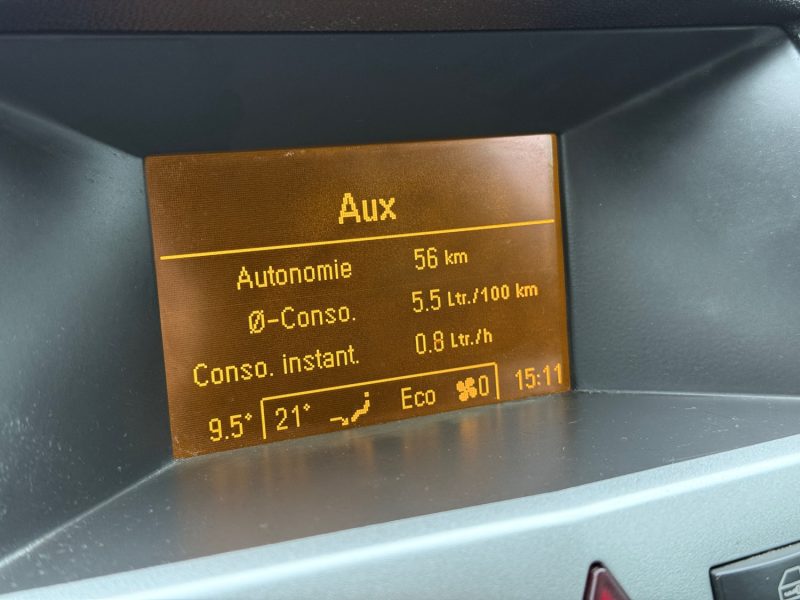 Aux
Autonomie 56 km
Ø-Conso. 5.5 Ltr./100 km
Conso. instant. 0.8 Ltr./h
9.5° 21° Eco 0 15:11